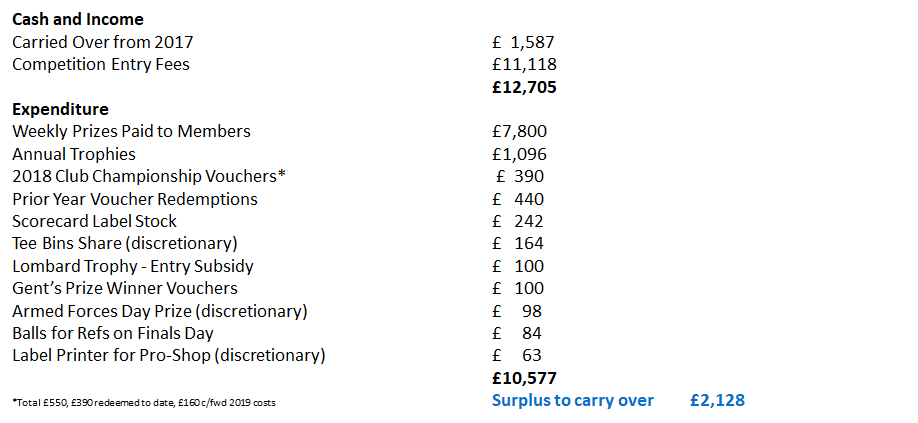 Cash and Income
Carried Over from 2017 £ 1,587
Competition Entry Fees £11,118
£12,705
Expenditure
Weekly Prizes Paid to Members £7,800
Annual Trophies £1,096
2018 Club Championship Vouchers* £ 390
Prior Year Voucher Redemptions £ 440
Scorecard Label Stock £ 242
Tee Bins Share (discretionary) £ 164
Lombard Trophy - Entry Subsidy £ 100
Gent’s Prize Winner Vouchers £ 100
Armed Forces Day Prize (discretionary) £ 98
Balls for Refs on Finals Day £ 84
Label Printer for Pro-Shop (discretionary) £ 63
£10,577
*Total £550, £390 redeemed to date, £160 c/fwd 2019 costs Surplus to carry over £2,128